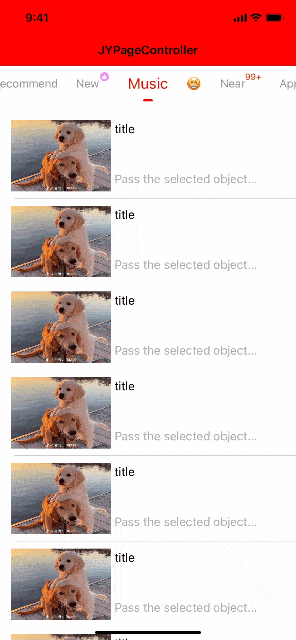 9:41
JYPageController
ecommend New Music Near 99+ App
title
Pass the selected object...
title
Pass the selected object...
title
Pass the selected object...
title
Pass the selected object...
title
Pass the selected object...
title
Pass the selected object...